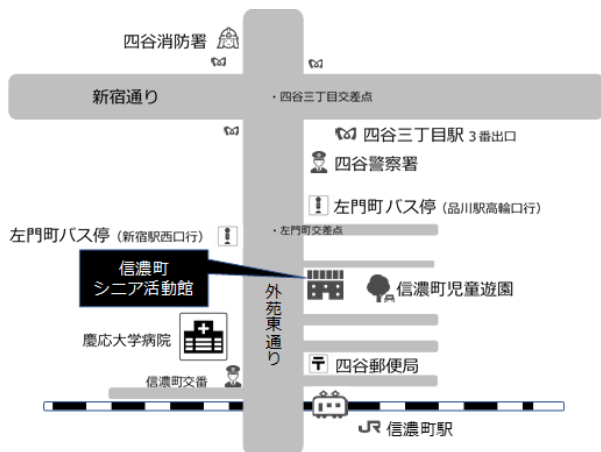 四谷消防署
新宿通り
・四谷三丁目交差点
四谷三丁目駅 3番出口
四谷警察署
左門町バス停（品川駅高輪口行）
左門町バス停（新宿駅西口行）
・左門町交差点
信濃町
シニア活動館
外苑東通り
信濃町児童遊園
慶応大学病院
四谷郵便局
信濃町交番
JR 信濃町駅